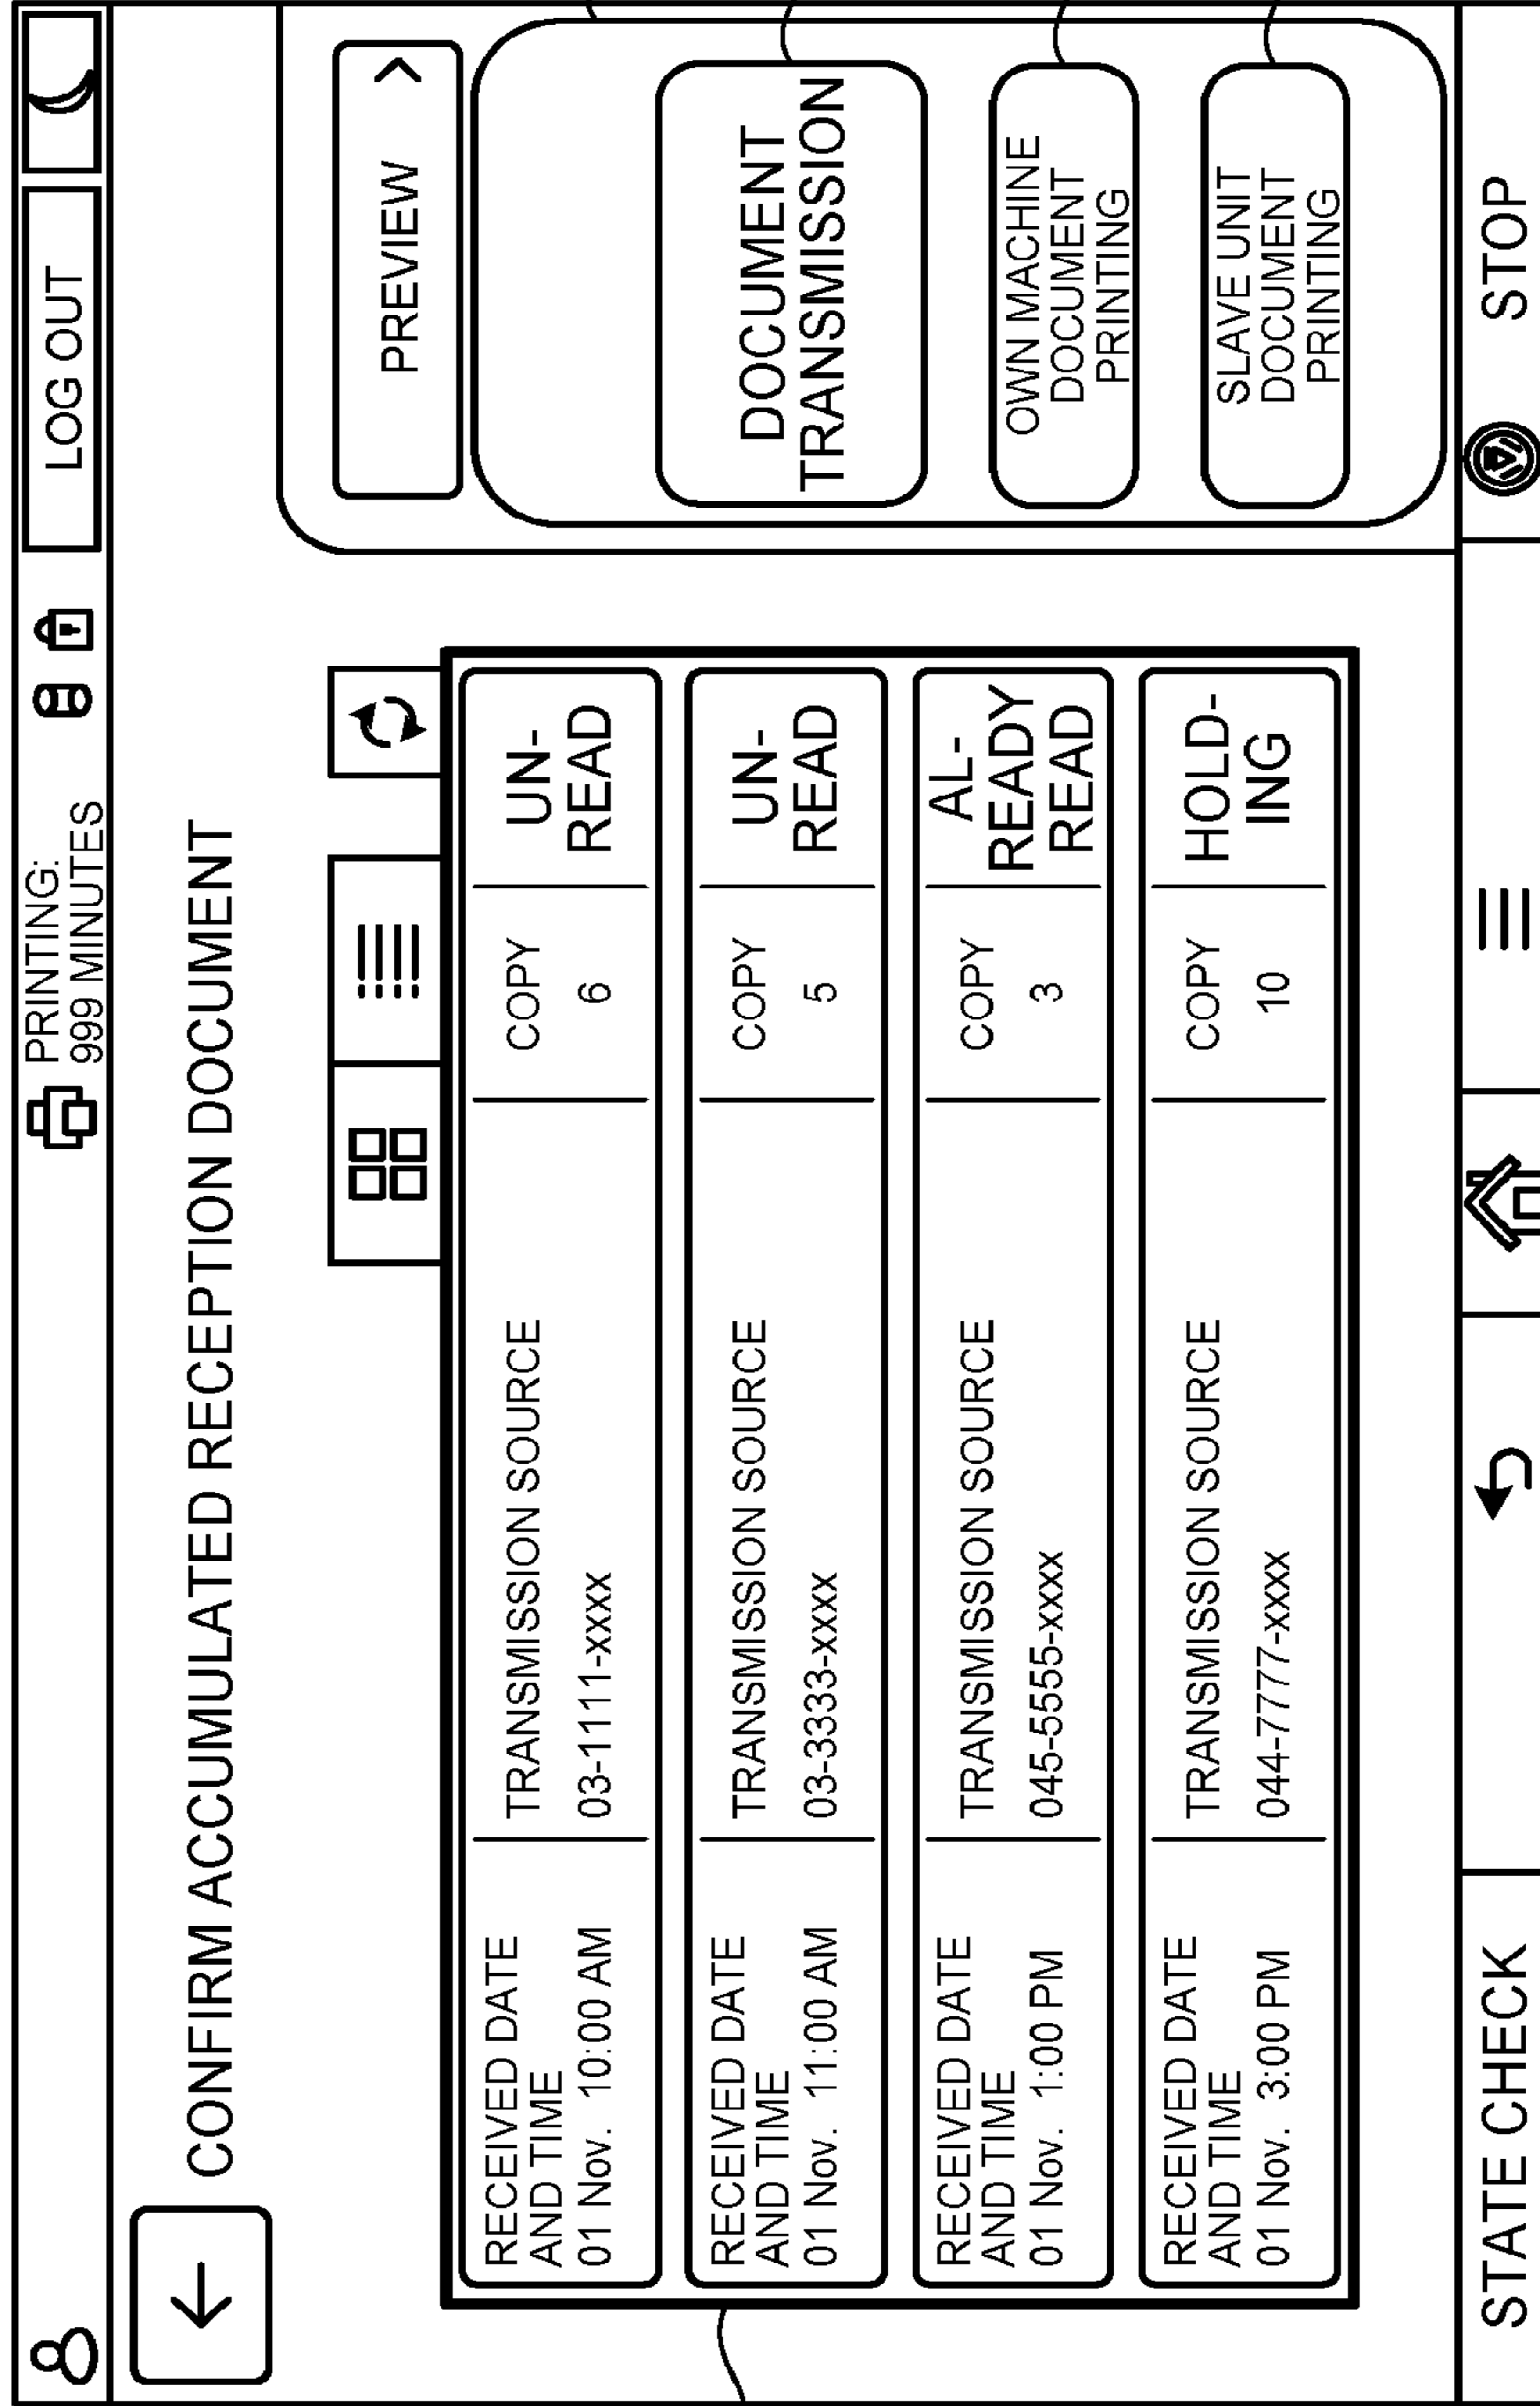 PRINTING:
999 MINUTES
LOG OUT
CONFIRM ACCUMULATED RECEPTION DOCUMENT
RECEIVED DATE
AND TIME
01 Nov. 10:00 AM
TRANSMISSION SOURCE
03-1111-xxxx
COPY
6
UN-
READ
RECEIVED DATE
AND TIME
01 Nov. 11:00 AM
TRANSMISSION SOURCE
03-3333-xxxx
COPY
5
UN-
READ
RECEIVED DATE
AND TIME
01 Nov. 1:00 PM
TRANSMISSION SOURCE
045-5555-xxxx
COPY
3
AL-
READY
READ
RECEIVED DATE
AND TIME
01 Nov. 3:00 PM
TRANSMISSION SOURCE
044-7777-xxxx
COPY
10
HOLD-
ING
PREVIEW
DOCUMENT
TRANSMISSION
OWN MACHINE
DOCUMENT
PRINTING
SLAVE UNIT
DOCUMENT
PRINTING
STATE CHECK
STOP